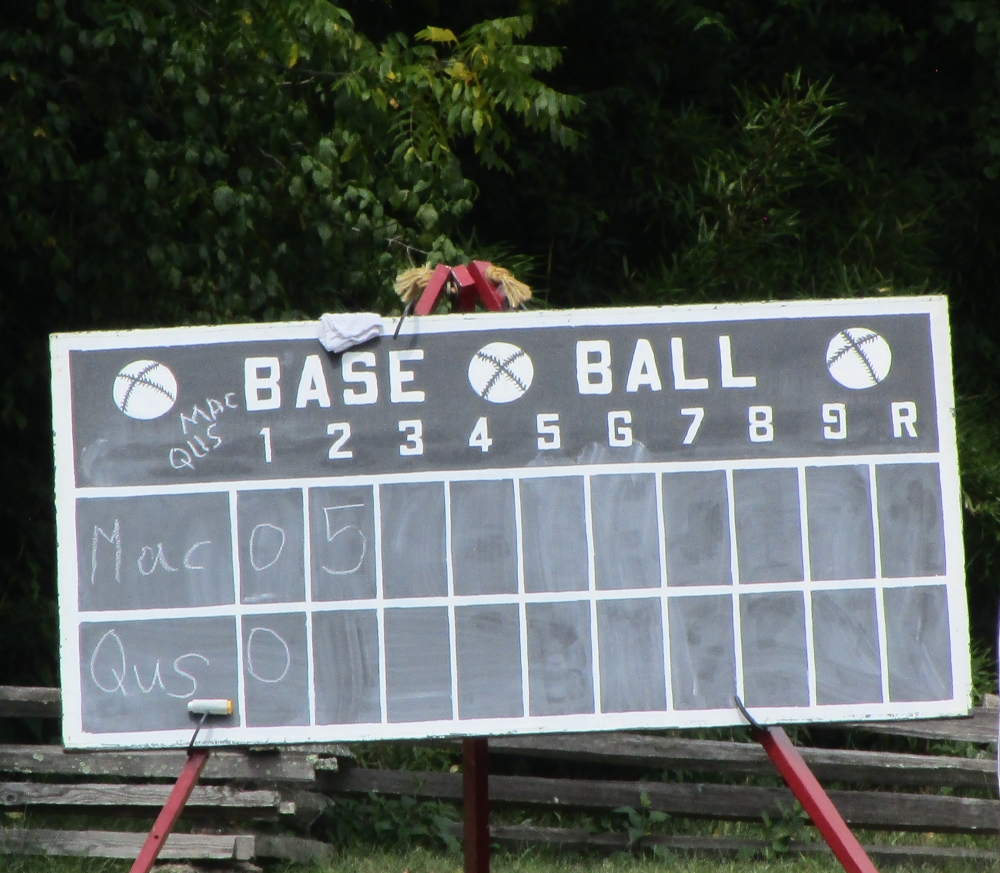 BASE BALL
MAC
QUS
1 2 3 4 5 6 7 8 9 R
Mac 0 5
Qus 0